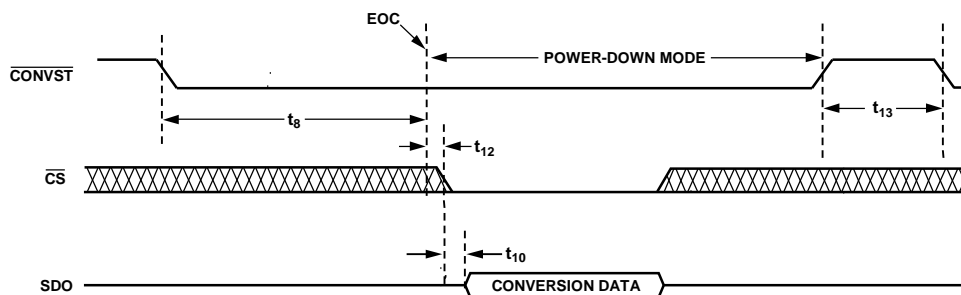 EOC
POWER-DOWN MODE
CONVST
t8
t13
t12
CS
t10
SDO
CONVERSION DATA